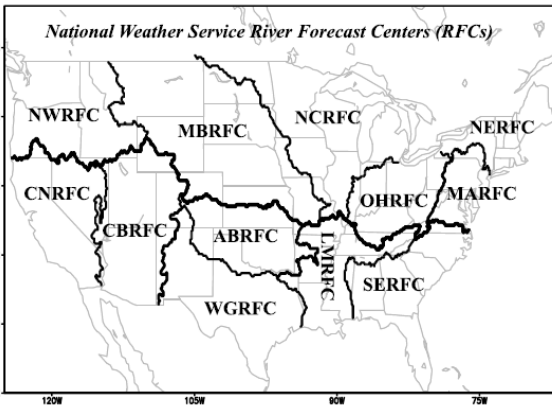 National Weather Service River Forecast Centers (RFCs)
NWRFC
MBRFC
NCRFC
NERFC
CNRFC
CBRFC
ABRFC
LMRFC
OHRFC
MARFC
WGRFC
SERFC
120W 105W 90W 75W